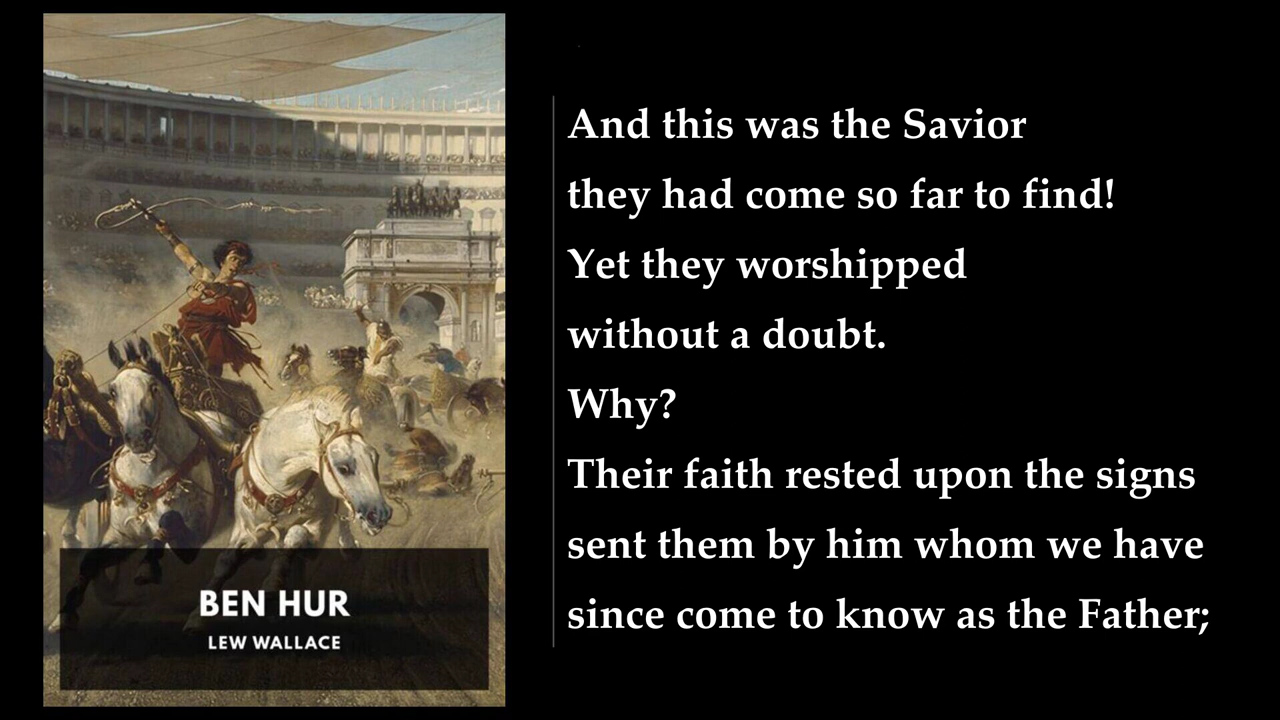 BEN HUR
LEW WALLACE
And this was the Savior
they had come so far to find!
Yet they worshipped
without a doubt.
Why?
Their faith rested upon the signs
sent them by him whom we have
since come to know as the Father;